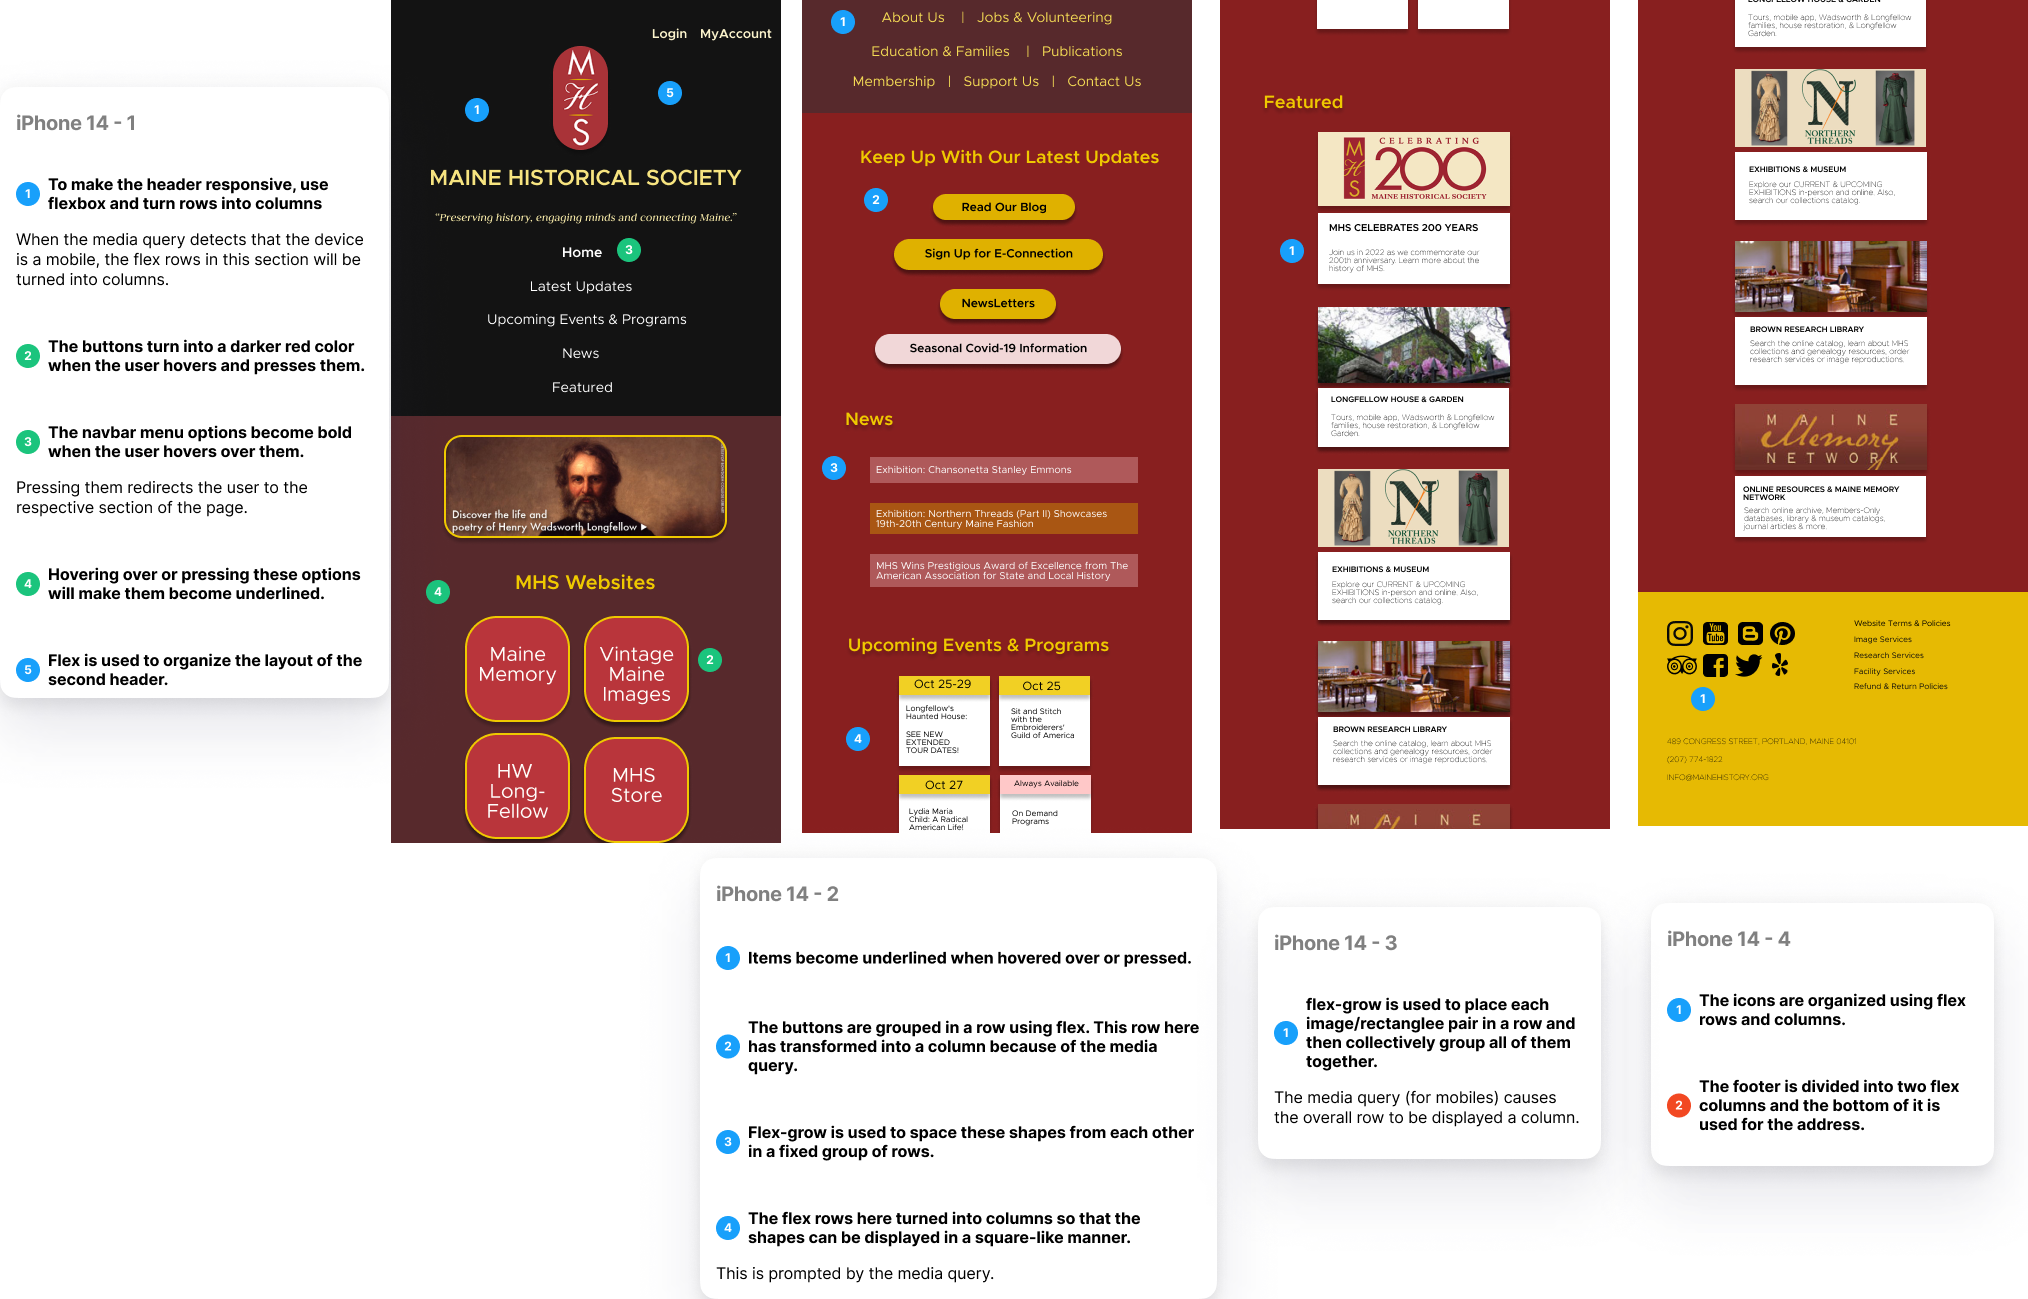 iPhone 14 - 1
1 To make the header responsive, use
flexbox and turn rows into columns
When the media query detects that the device
is a mobile, the flex rows in this section will be
turned into columns.
2 The buttons turn into a darker red color
when the user hovers and presses them.
3 The navbar menu options become bold
when the user hovers over them.
Pressing them redirects the user to the
respective section of the page.
4 Hovering over or pressing these options
will make them become underlined.
5 Flex is used to organize the layout of the
second header.
Login MyAccount
M
H
S
1
5
MAINE HISTORICAL SOCIETY
"Preserving history, engaging minds and connecting Maine."
Home 3
Latest Updates
Upcoming Events & Programs
News
Featured
Discover the life and
poetry of Henry Wadsworth Longfellow
4
MHS Websites
Maine
Memory
Vintage
Maine
Images
2
HW
Long-
Fellow
MHS
Store
1
About Us | Jobs & Volunteering
Education & Families | Publications
Membership | Support Us | Contact Us
Keep Up With Our Latest Updates
2
Read Our Blog
Sign Up for E-Connection
NewsLetters
Seasonal Covid-19 Information
News
3
Exhibition: Chansonetta Stanley Emmons
Exhibition: Northern Threads (Part II) Showcases
19th-20th Century Maine Fashion
MHS Wins Prestigious Award of Excellence from The
American Association for State and Local History
Upcoming Events & Programs
4
Oct 25-29
Longfellow's
Haunted House:
SEE NEW
EXTENDED
TOUR DATES!
Oct 25
Sit and Stitch
with the
Embroiderers'
Guild of America
Oct 27
Lydia Maria
Child: A Radical
American Life!
Always Available
On Demand
Programs
Featured
M
H
S
CELEBRATING
200
MAINE HISTORICAL SOCIETY
1
MHS CELEBRATES 200 YEARS
Join us in 2022 as we commemorate our
200th anniversary. Learn more about the
history of MHS.
LONGFELLOW HOUSE & GARDEN
Tours, mobile app, Wadsworth & Longfellow
families, house restoration, & Longfellow
Garden.
N
NORTHERN
THREADS
EXHIBITIONS & MUSEUM
Explore our CURRENT & UPCOMING
EXHIBITIONS in-person and online. Also,
search our collections catalog.
BROWN RESEARCH LIBRARY
Search the online catalog, learn about MHS
collections and genealogy resources, order
research services or image reproductions.
M A I N E
LONGFELLOW HOUSE & GARDEN
Tours, mobile app, Wadsworth & Longfellow
families, house restoration, & Longfellow
Garden.
N
NORTHERN
THREADS
EXHIBITIONS & MUSEUM
Explore our CURRENT & UPCOMING
EXHIBITIONS in-person and online. Also,
search our collections catalog.
BROWN RESEARCH LIBRARY
Search the online catalog, learn about MHS
collections and genealogy resources, order
research services or image reproductions.
MAINE
Memory
NETWORK
ONLINE RESOURCES & MAINE MEMORY
NETWORK
Search online archive, Members-Only
databases, library & museum catalogs,
journal articles & more.
You
Tube
1
Website Terms & Policies
Image Services
Research Services
Facility Services
Refund & Return Policies
489 CONGRESS STREET, PORTLAND, MAINE 04101
(207) 774-1822
INFO@MAINEHISTORY.ORG
iPhone 14 - 2
1 Items become underlined when hovered over or pressed.
2 The buttons are grouped in a row using flex. This row here
has transformed into a column because of the media
query.
3 Flex-grow is used to space these shapes from each other
in a fixed group of rows.
4 The flex rows here turned into columns so that the
shapes can be displayed in a square-like manner.
This is prompted by the media query.
iPhone 14 - 3
1 flex-grow is used to place each
image/rectanglee pair in a row and
then collectively group all of them
together.
The media query (for mobiles) causes
the overall row to be displayed a column.
iPhone 14 - 4
1 The icons are organized using flex
rows and columns.
2 The footer is divided into two flex
columns and the bottom of it is
used for the address.